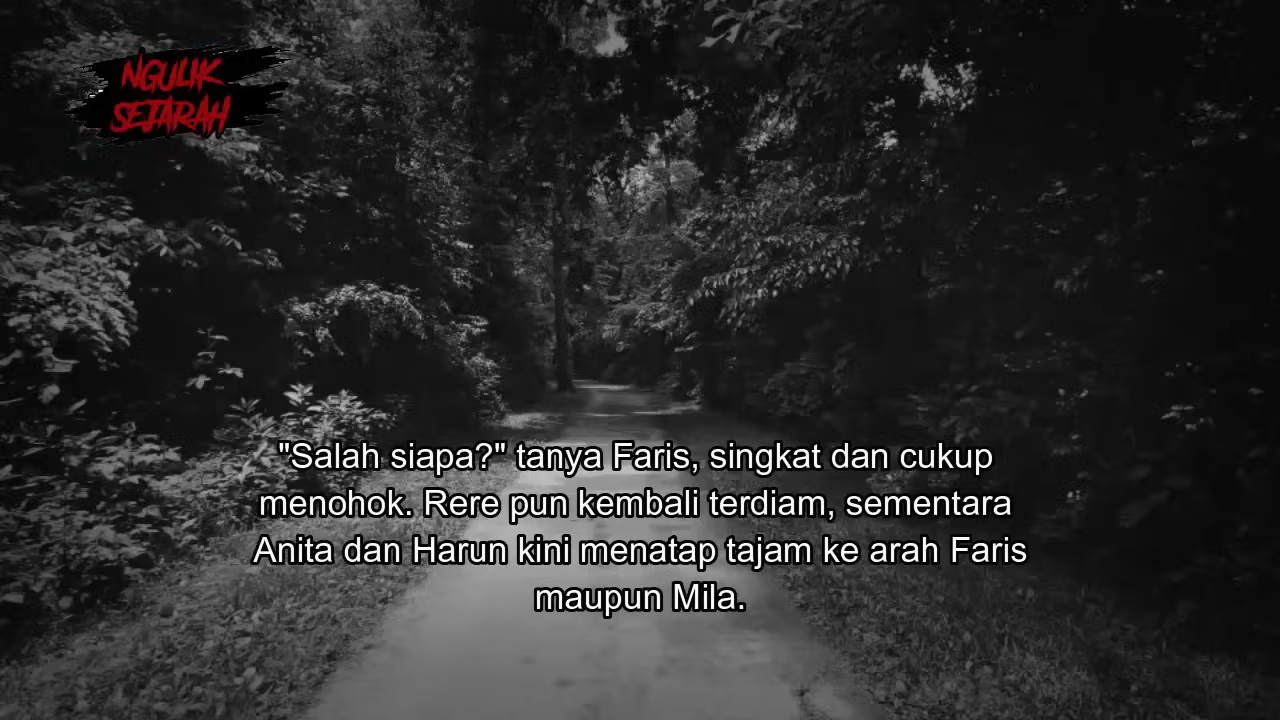 NGULIK
SEJARAH
"Salah siapa?" tanya Faris, singkat dan cukup
menohok. Rere pun kembali terdiam, sementara
Anita dan Harun kini menatap tajam ke arah Faris
maupun Mila.